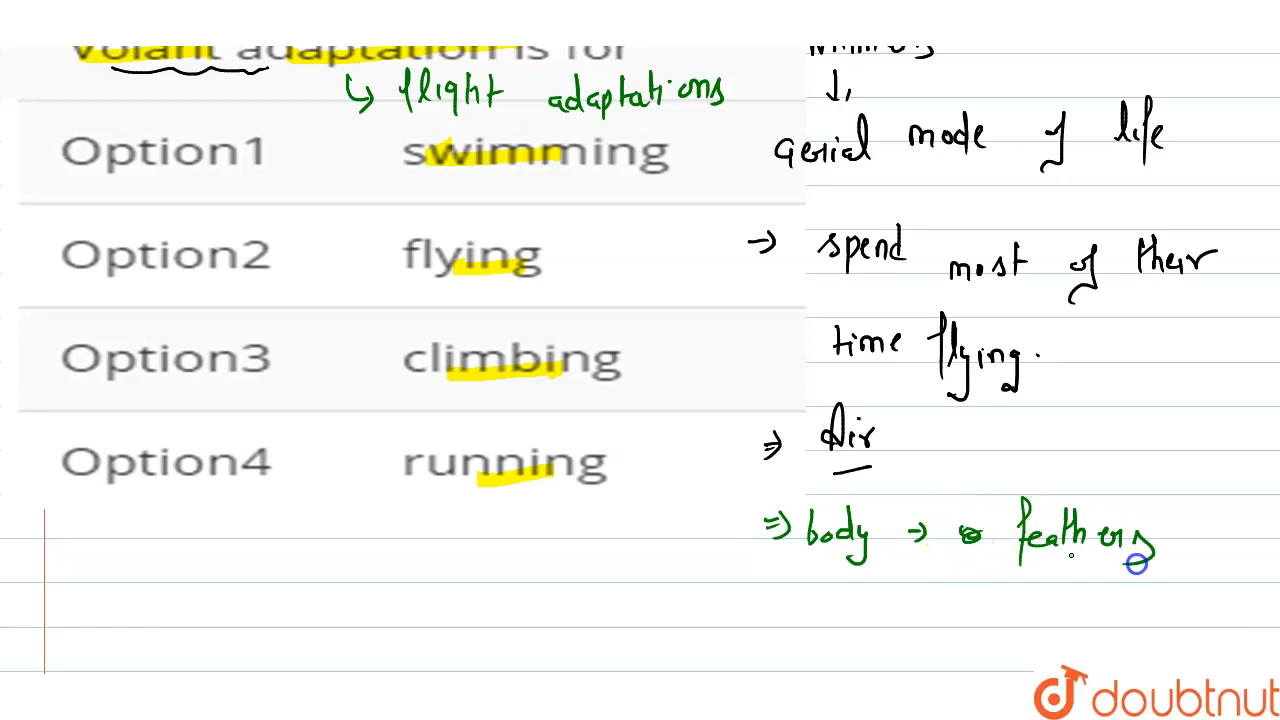 Volant adaptation is for
↳ flight adaptations
Option1 swimming
Option2 flying
Option3 climbing
Option4 running
↓,
aerial mode of life
→ spend most of their
time flying.
⇒ Air
⇒ body → feathers
doubtnut